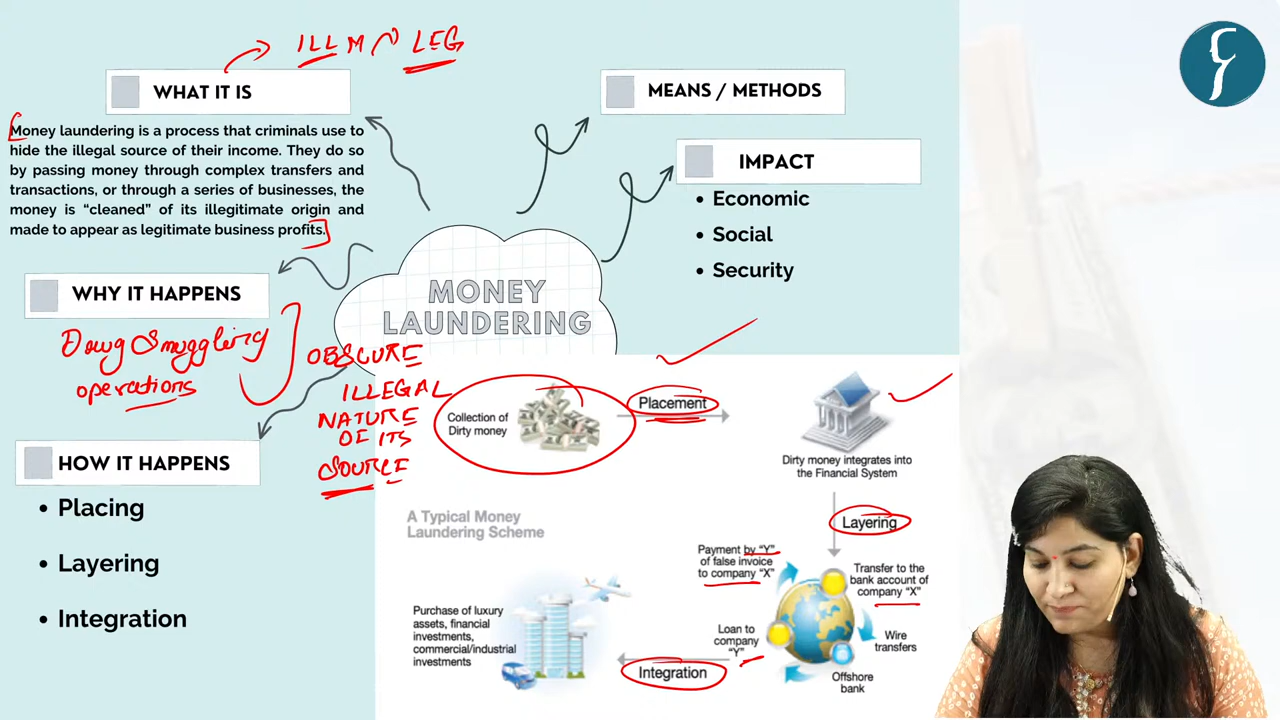 ILLM → LEG
WHAT IT IS
Money laundering is a process that criminals use to
hide the illegal source of their income. They do so
by passing money through complex transfers and
transactions, or through a series of businesses, the
money is “cleaned” of its illegitimate origin and
made to appear as legitimate business profits.
WHY IT HAPPENS
Drug Smuggling
operations
HOW IT HAPPENS
• Placing
• Layering
• Integration
MEANS / METHODS
IMPACT
• Economic
• Social
• Security
MONEY
LAUNDERING
OBSCURE
ILLEGAL
NATURE
OF ITS
SOURCE
Collection of
Dirty money
Placement
Dirty money integrates into
the Financial System
Layering
A Typical Money
Laundering Scheme
Payment by “Y”
of false invoice
to company “X”
Transfer to the
bank account of
company “X”
Wire
transfers
Offshore
bank
Loan to
company
“Y”
Integration
Purchase of luxury
assets, financial
investments,
commercial/industrial
investments